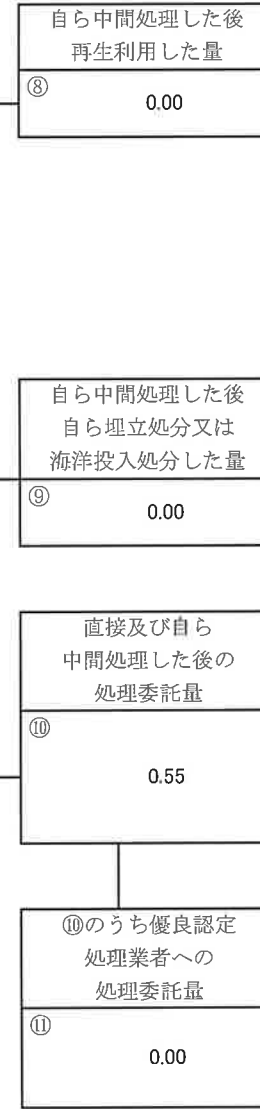 自ら中間処理した後
再生利用した量
⑧
0.00
自ら中間処理した後
自ら埋立処分又は
海洋投入処分した量
⑨
0.00
直接及び自ら
中間処理した後の
処理委託量
⑩
0.55
⑩のうち優良認定
処理業者への
処理委託量
⑪
0.00